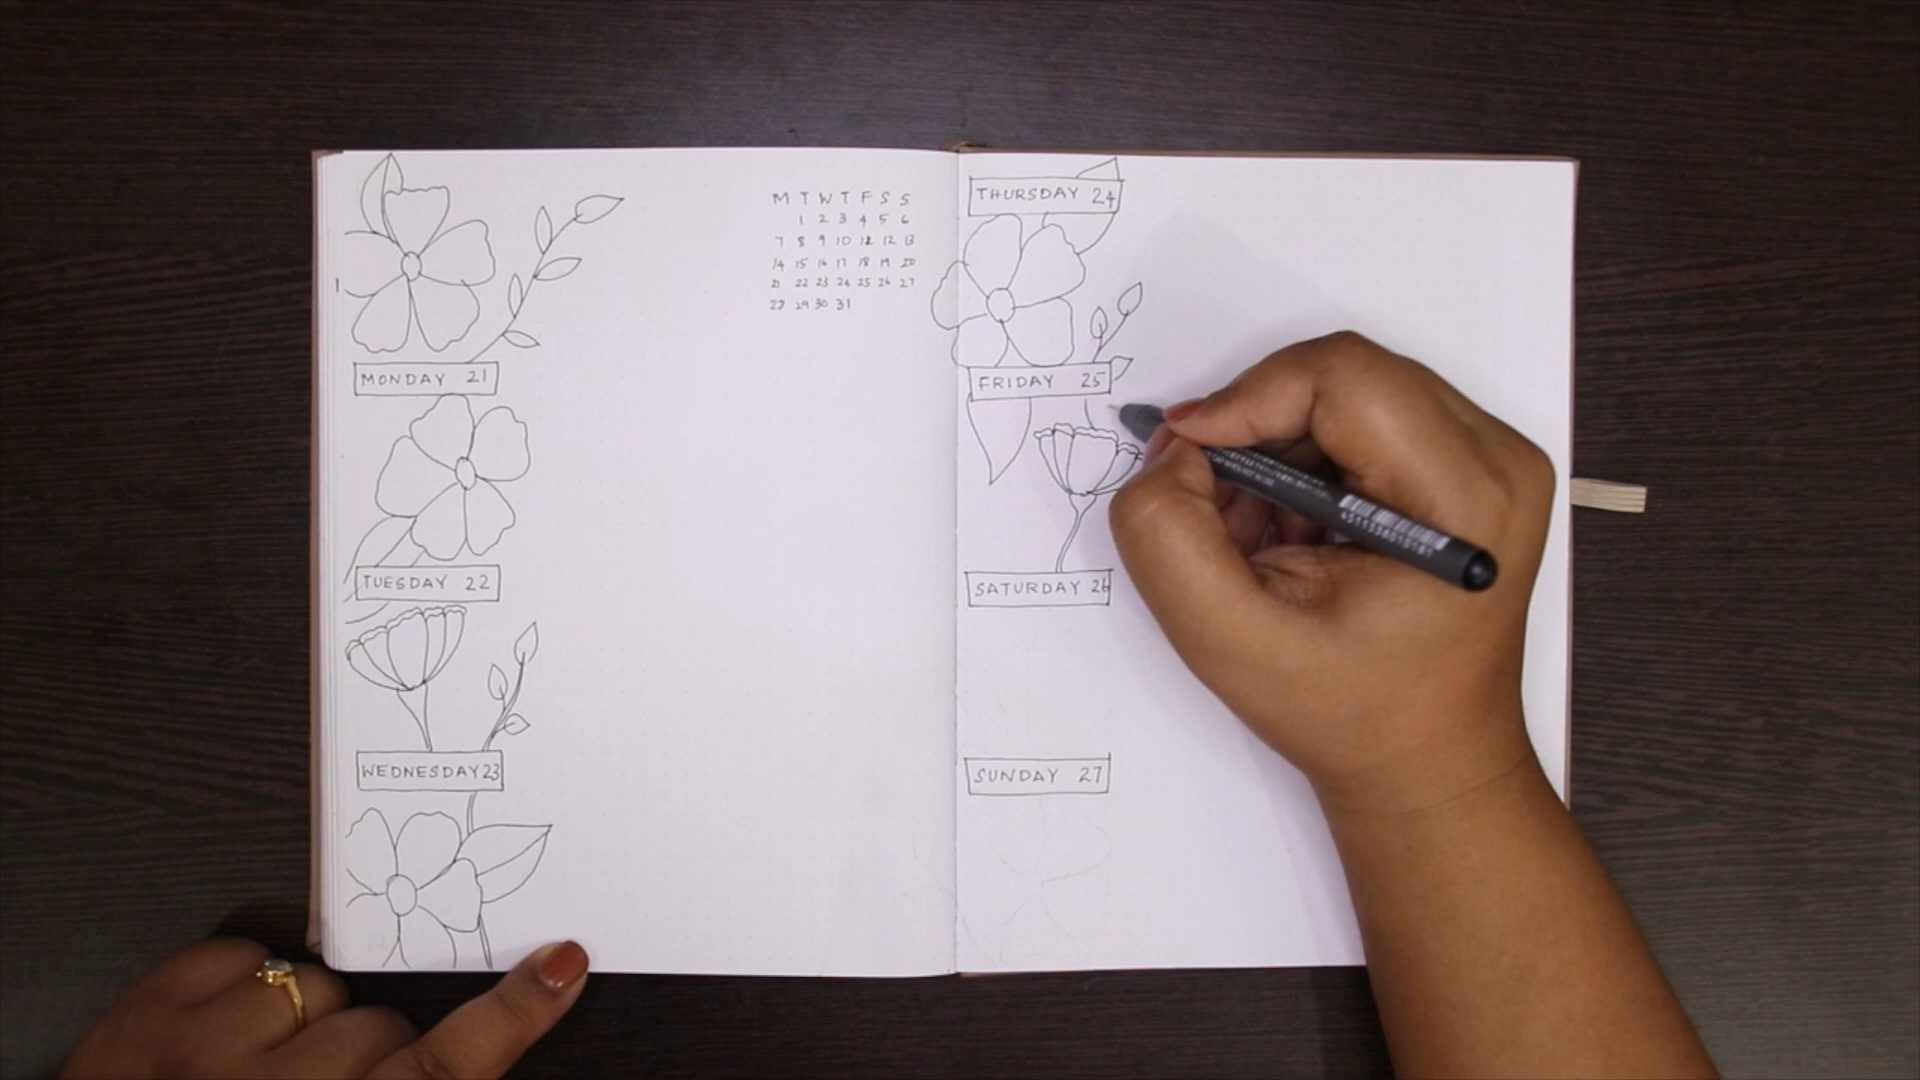 M T W T F S S
1 2 3 4 5 6
7 8 9 10 11 12 13
14 15 16 17 18 19 20
21 22 23 24 25 26 27
28 29 30 31
MONDAY 21
TUESDAY 22
WEDNESDAY 23
THURSDAY 24
FRIDAY 25
SATURDAY 26
SUNDAY 27